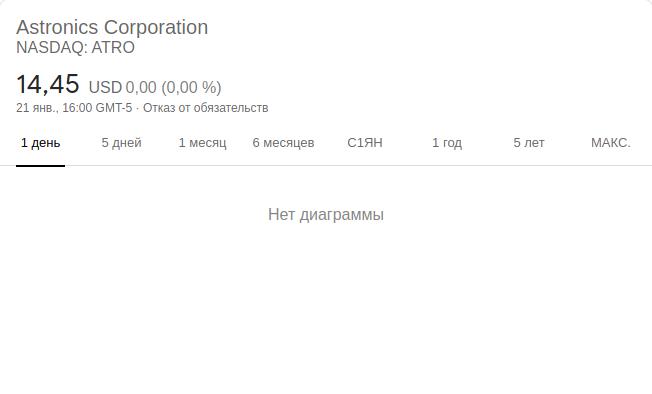 Astronics Corporation
NASDAQ: ATRO
14,45 USD 0,00 (0,00 %)
21 янв., 16:00 GMT-5 · Отказ от обязательств
1 день 5 дней 1 месяц 6 месяцев С1ЯН 1 год 5 лет МАКС.
Нет диаграммы